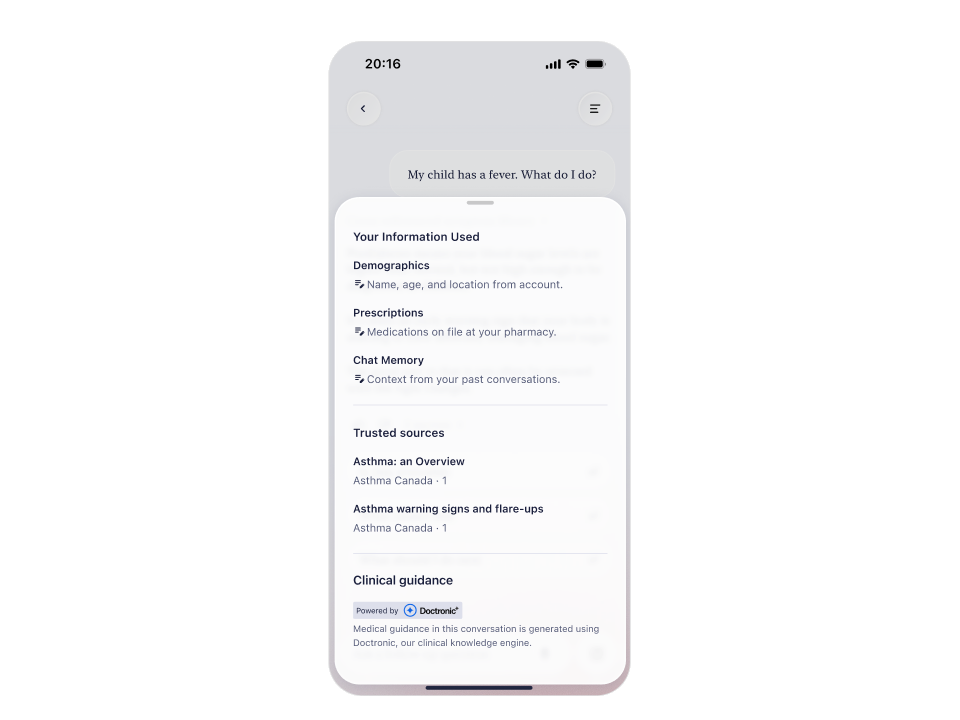 20:16
My child has a fever. What do I do?
Your Information Used
Demographics
Name, age, and location from account.
Prescriptions
Medications on file at your pharmacy.
Chat Memory
Context from your past conversations.
Trusted sources
Asthma: an Overview
Asthma Canada · 1
Asthma warning signs and flare-ups
Asthma Canada · 1
Clinical guidance
Powered by Doctronic+
Medical guidance in this conversation is generated using
Doctronic, our clinical knowledge engine.